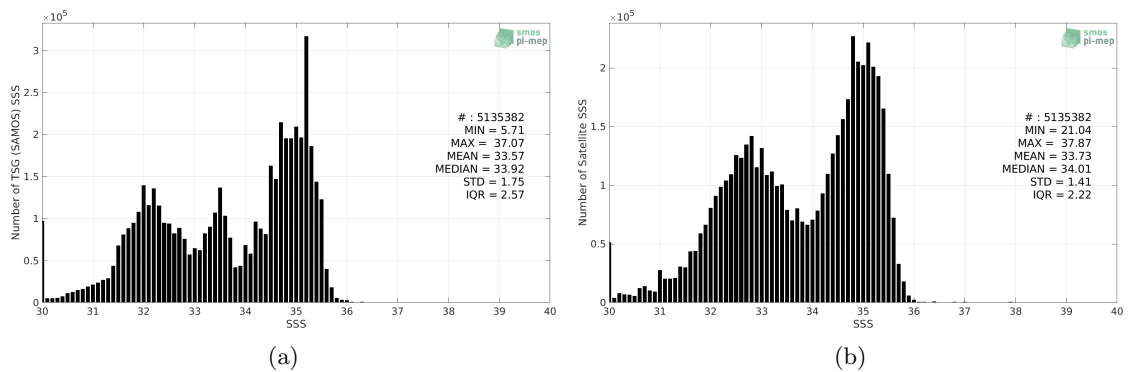 ×10⁵
smos
pi-mep
3
2.5
2
1.5
1
0.5
0
Number of TSG (SAMOS) SSS
# : 5135382
MIN = 5.71
MAX = 37.07
MEAN = 33.57
MEDIAN = 33.92
STD = 1.75
IQR = 2.57
30 31 32 33 34 35 36 37 38 39 40
SSS
(a)
×10⁵
smos
pi-mep
2
1.5
1
0.5
0
Number of Satellite SSS
# : 5135382
MIN = 21.04
MAX = 37.87
MEAN = 33.73
MEDIAN = 34.01
STD = 1.41
IQR = 2.22
30 31 32 33 34 35 36 37 38 39 40
SSS
(b)